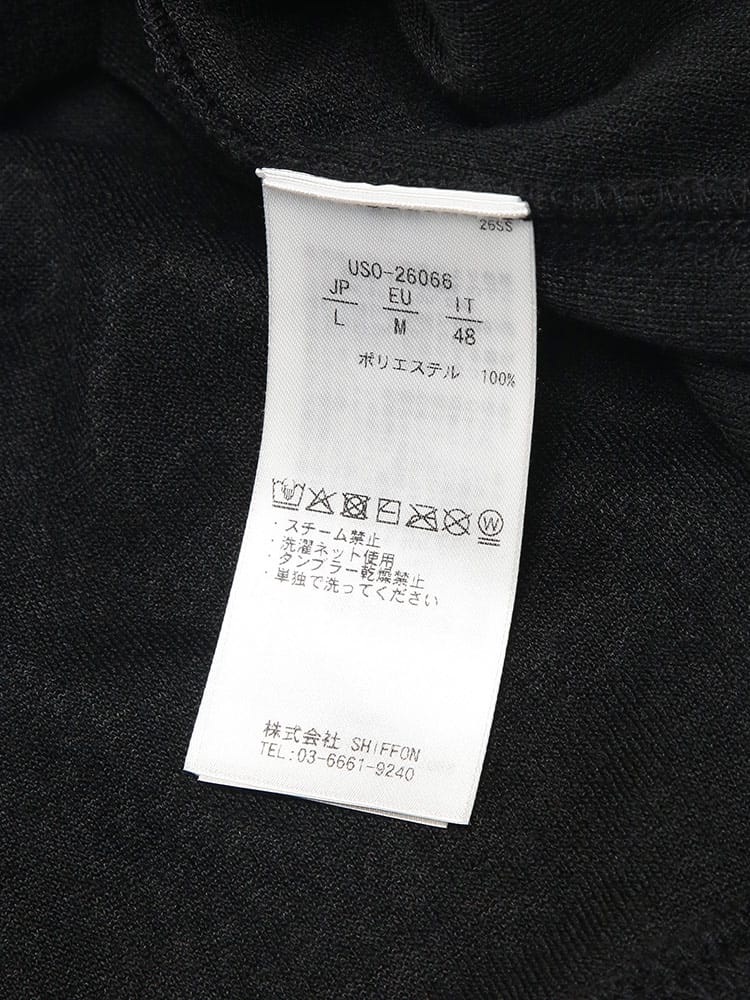 26SS
USO-26066
JP EU IT
L M 48
ポリエステル 100%
W
・スチーム禁止
・洗濯ネット使用
・タンブラー乾燥禁止
・単独で洗ってください
株式会社 SHIFFON
TEL:03-6661-9240